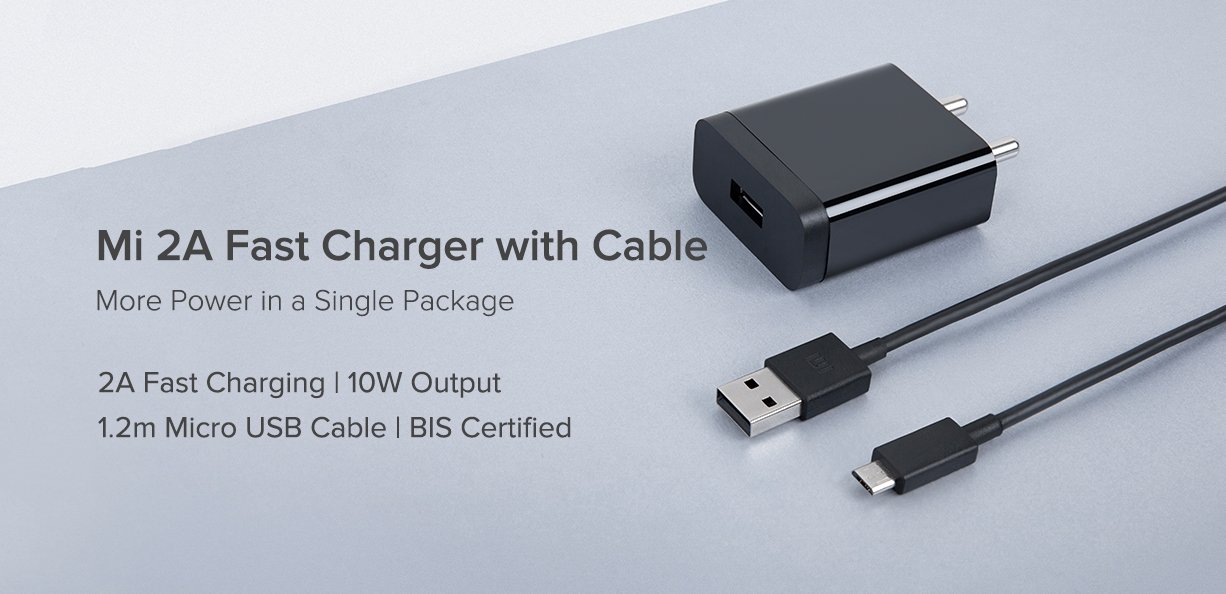 Mi 2A Fast Charger with Cable
More Power in a Single Package
2A Fast Charging | 10W Output
1.2m Micro USB Cable | BIS Certified
mi